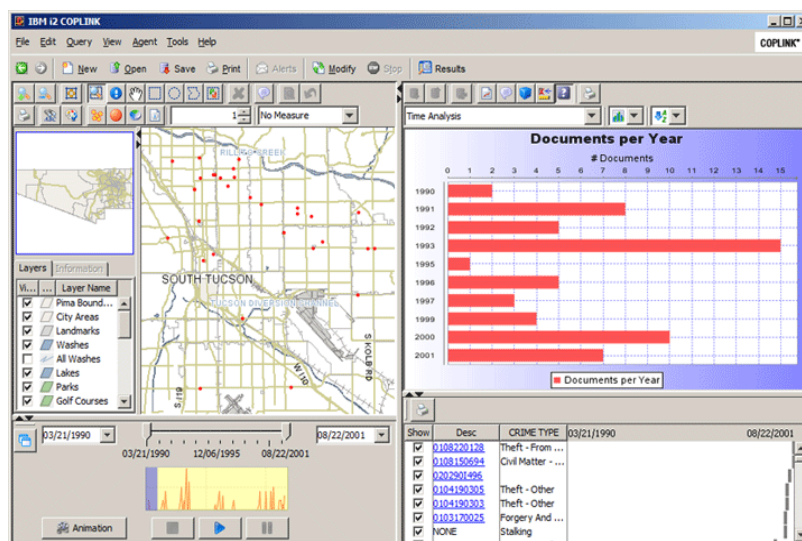 IBM i2 COPLINK
File Edit Query View Agent Tools Help
COPLINK
New Open Save Print Alerts Modify Stop Results
1 No Measure
Time Analysis
RILLITO CREEK
SOUTH TUCSON
TUCSON DIVERSION CHANNEL
S KOLB RD
W I10
S I19
Layers Information
Vi... ... Layer Name
Pima Bound...
City Areas
Landmarks
Washes
All Washes
Lakes
Parks
Golf Courses
03/21/1990 08/22/2001
03/21/1990 12/06/1995 08/22/2001
Animation
Documents per Year
# Documents
0 1 2 3 4 5 6 7 8 9 10 11 12 13 14 15
1990
1991
1992
1993
1995
1996
1997
1999
2000
2001
Documents per Year
Show Desc CRIME TYPE 03/21/1990 08/22/2001
0108220128 Theft - From ...
0108150694 Civil Matter - ...
0202901496
0104190305 Theft - Other
0104190303 Theft - Other
0103170025 Forgery And ...
NONE Stalking